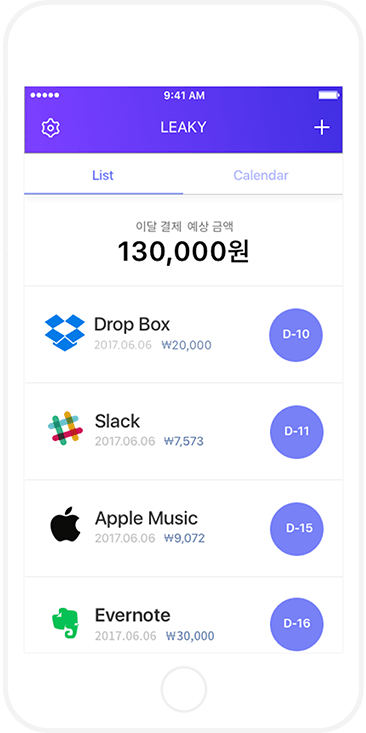 9:41 AM
LEAKY
List Calendar
이달 결제 예상 금액
130,000원
Drop Box
2017.06.06 ₩20,000
D-10
Slack
2017.06.06 ₩7,573
D-11
Apple Music
2017.06.06 ₩9,072
D-15
Evernote
2017.06.06 ₩30,000
D-16